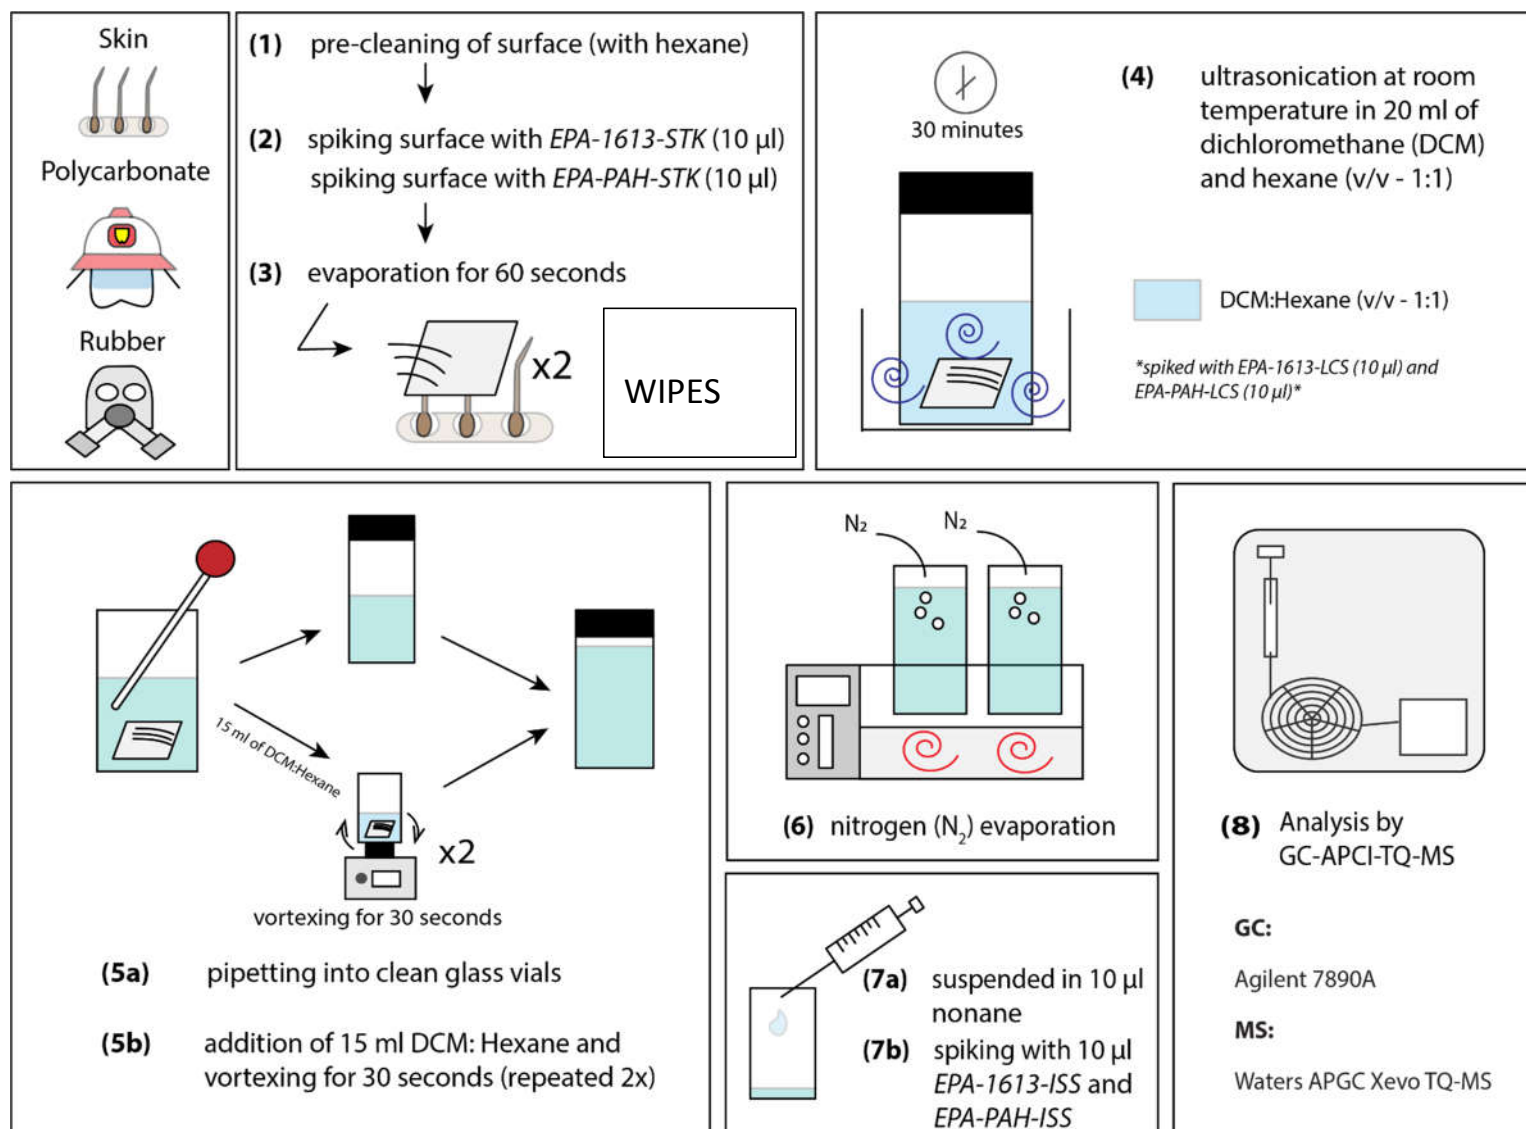 Skin
Polycarbonate
Rubber
(1) pre-cleaning of surface (with hexane)
(2) spiking surface with EPA-1613-STK (10 µl)
spiking surface with EPA-PAH-STK (10 µl)
(3) evaporation for 60 seconds
x2
WIPES
30 minutes
(4) ultrasonication at room
temperature in 20 ml of
dichloromethane (DCM)
and hexane (v/v - 1:1)
DCM:Hexane (v/v - 1:1)
*spiked with EPA-1613-LCS (10 µl) and
EPA-PAH-LCS (10 µl)*
15 ml of DCM:Hexane
x2
vortexing for 30 seconds
(5a) pipetting into clean glass vials
(5b) addition of 15 ml DCM: Hexane and
vortexing for 30 seconds (repeated 2x)
N₂ N₂
(6) nitrogen (N₂) evaporation
(7a) suspended in 10 µl
nonane
(7b) spiking with 10 µl
EPA-1613-ISS and
EPA-PAH-ISS
(8) Analysis by
GC-APCI-TQ-MS
GC:
Agilent 7890A
MS:
Waters APGC Xevo TQ-MS